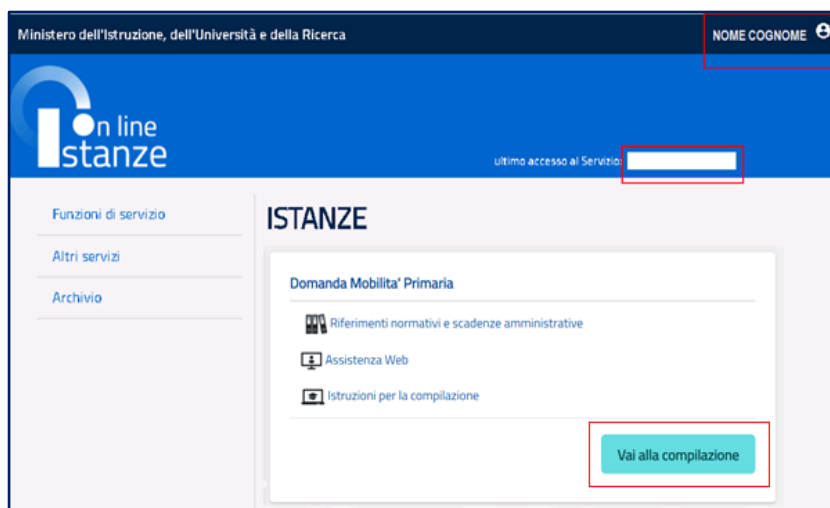 Ministero dell'Istruzione, dell'Università e della Ricerca
NOME COGNOME
on line
istanze
ultimo accesso al Servizio:
Funzioni di servizio
Altri servizi
Archivio
ISTANZE
Domanda Mobilita' Primaria
Riferimenti normativi e scadenze amministrative
Assistenza Web
Istruzioni per la compilazione
Vai alla compilazione